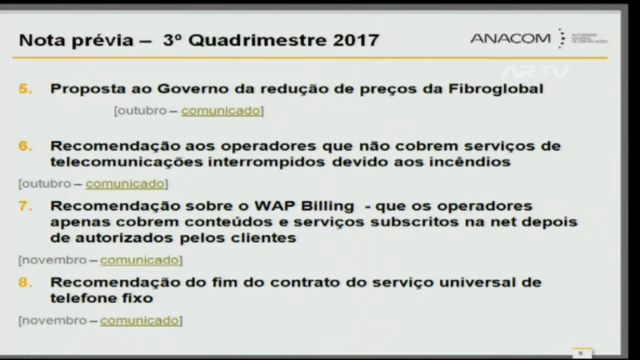 Nota prévia – 3º Quadrimestre 2017
ANACOM
ARTV
5. Proposta ao Governo da redução de preços da Fibroglobal
[outubro – comunicado]
6. Recomendação aos operadores que não cobrem serviços de
telecomunicações interrompidos devido aos incêndios
[outubro – comunicado]
7. Recomendação sobre o WAP Billing - que os operadores
apenas cobrem conteúdos e serviços subscritos na net depois
de autorizados pelos clientes
[novembro – comunicado]
8. Recomendação do fim do contrato do serviço universal de
telefone fixo
[novembro – comunicado]